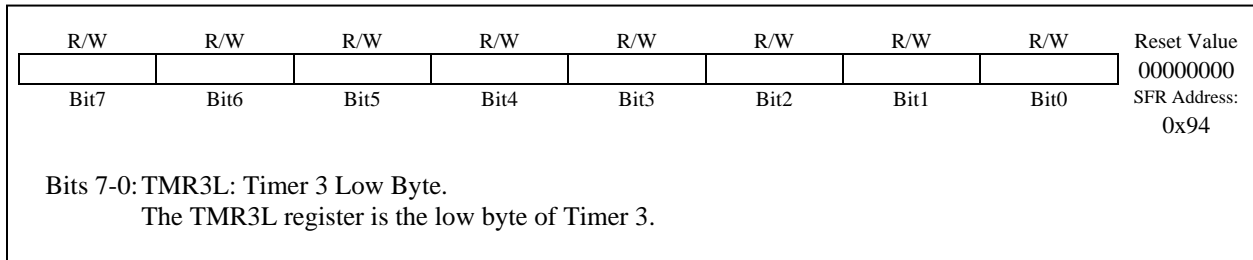 R/W R/W R/W R/W R/W R/W R/W R/W Reset Value
00000000
Bit7 Bit6 Bit5 Bit4 Bit3 Bit2 Bit1 Bit0 SFR Address:
0x94
Bits 7-0: TMR3L: Timer 3 Low Byte.
The TMR3L register is the low byte of Timer 3.